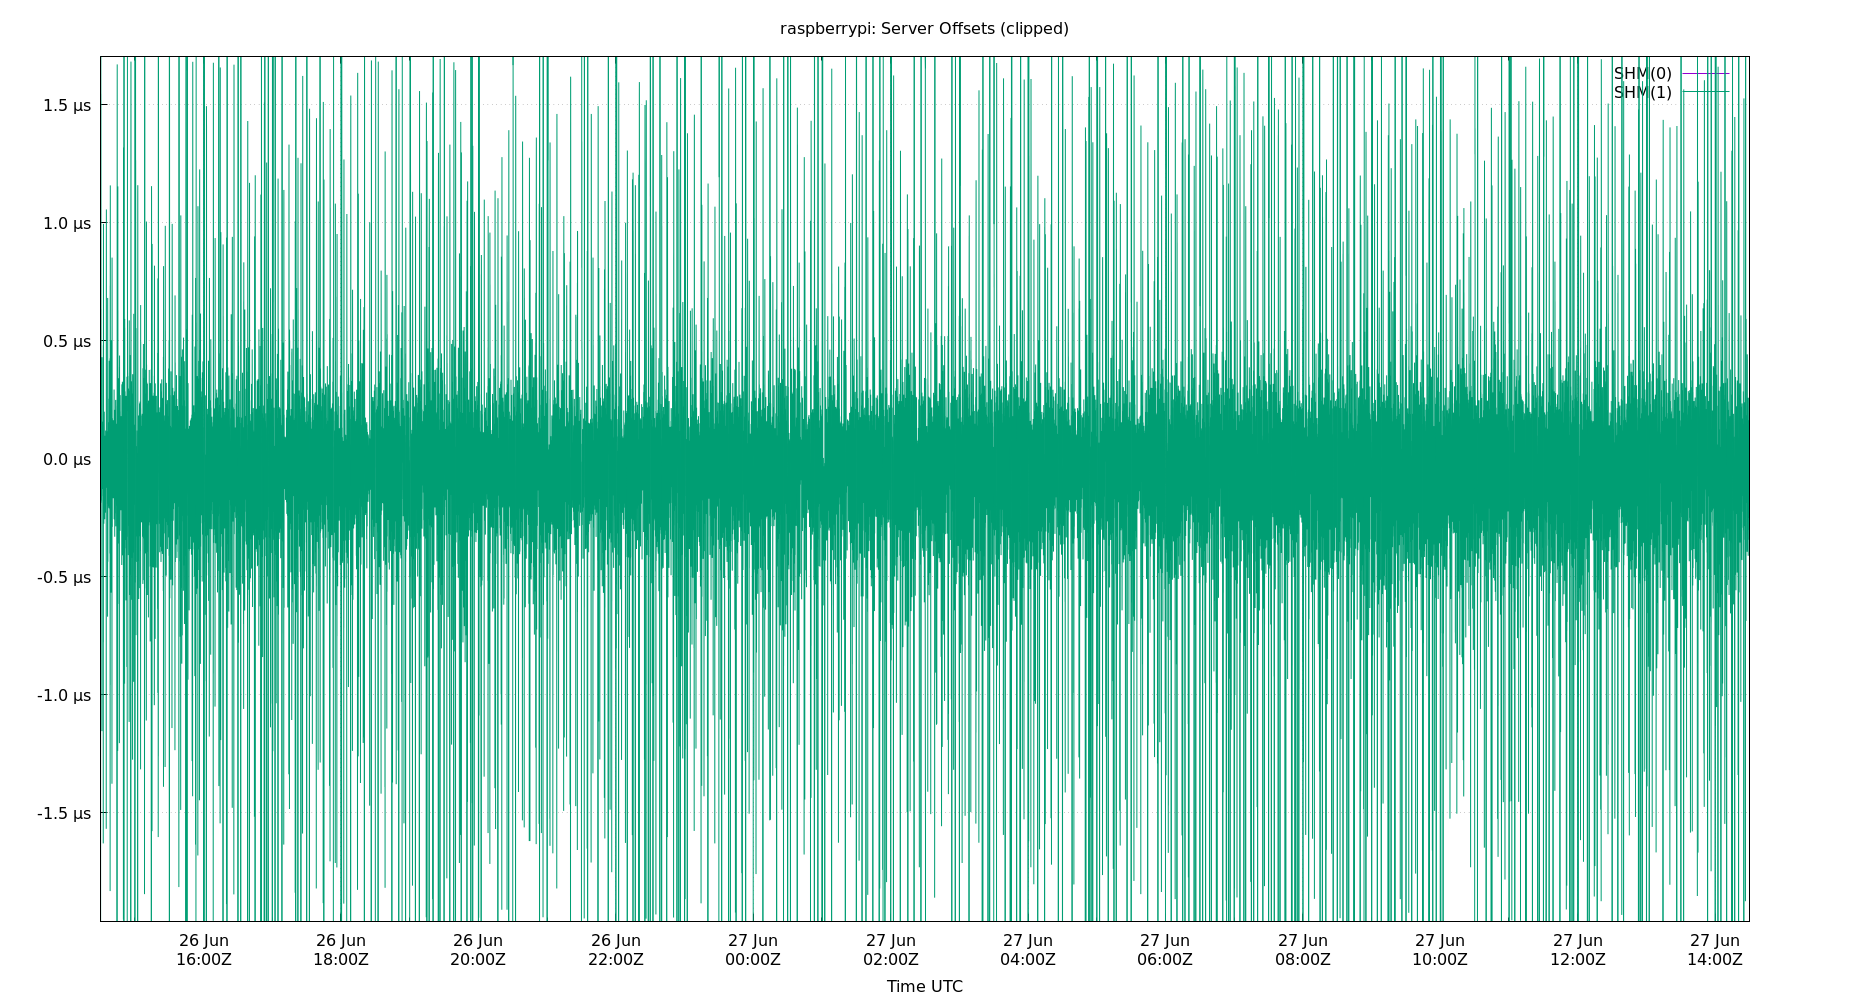 raspberrypi: Server Offsets (clipped)
SHM(0)
SHM(1)
1.5 µs
1.0 µs
0.5 µs
0.0 µs
-0.5 µs
-1.0 µs
-1.5 µs
26 Jun 26 Jun 26 Jun 26 Jun 27 Jun 27 Jun 27 Jun 27 Jun 27 Jun 27 Jun 27 Jun 27 Jun
16:00Z 18:00Z 20:00Z 22:00Z 00:00Z 02:00Z 04:00Z 06:00Z 08:00Z 10:00Z 12:00Z 14:00Z
Time UTC